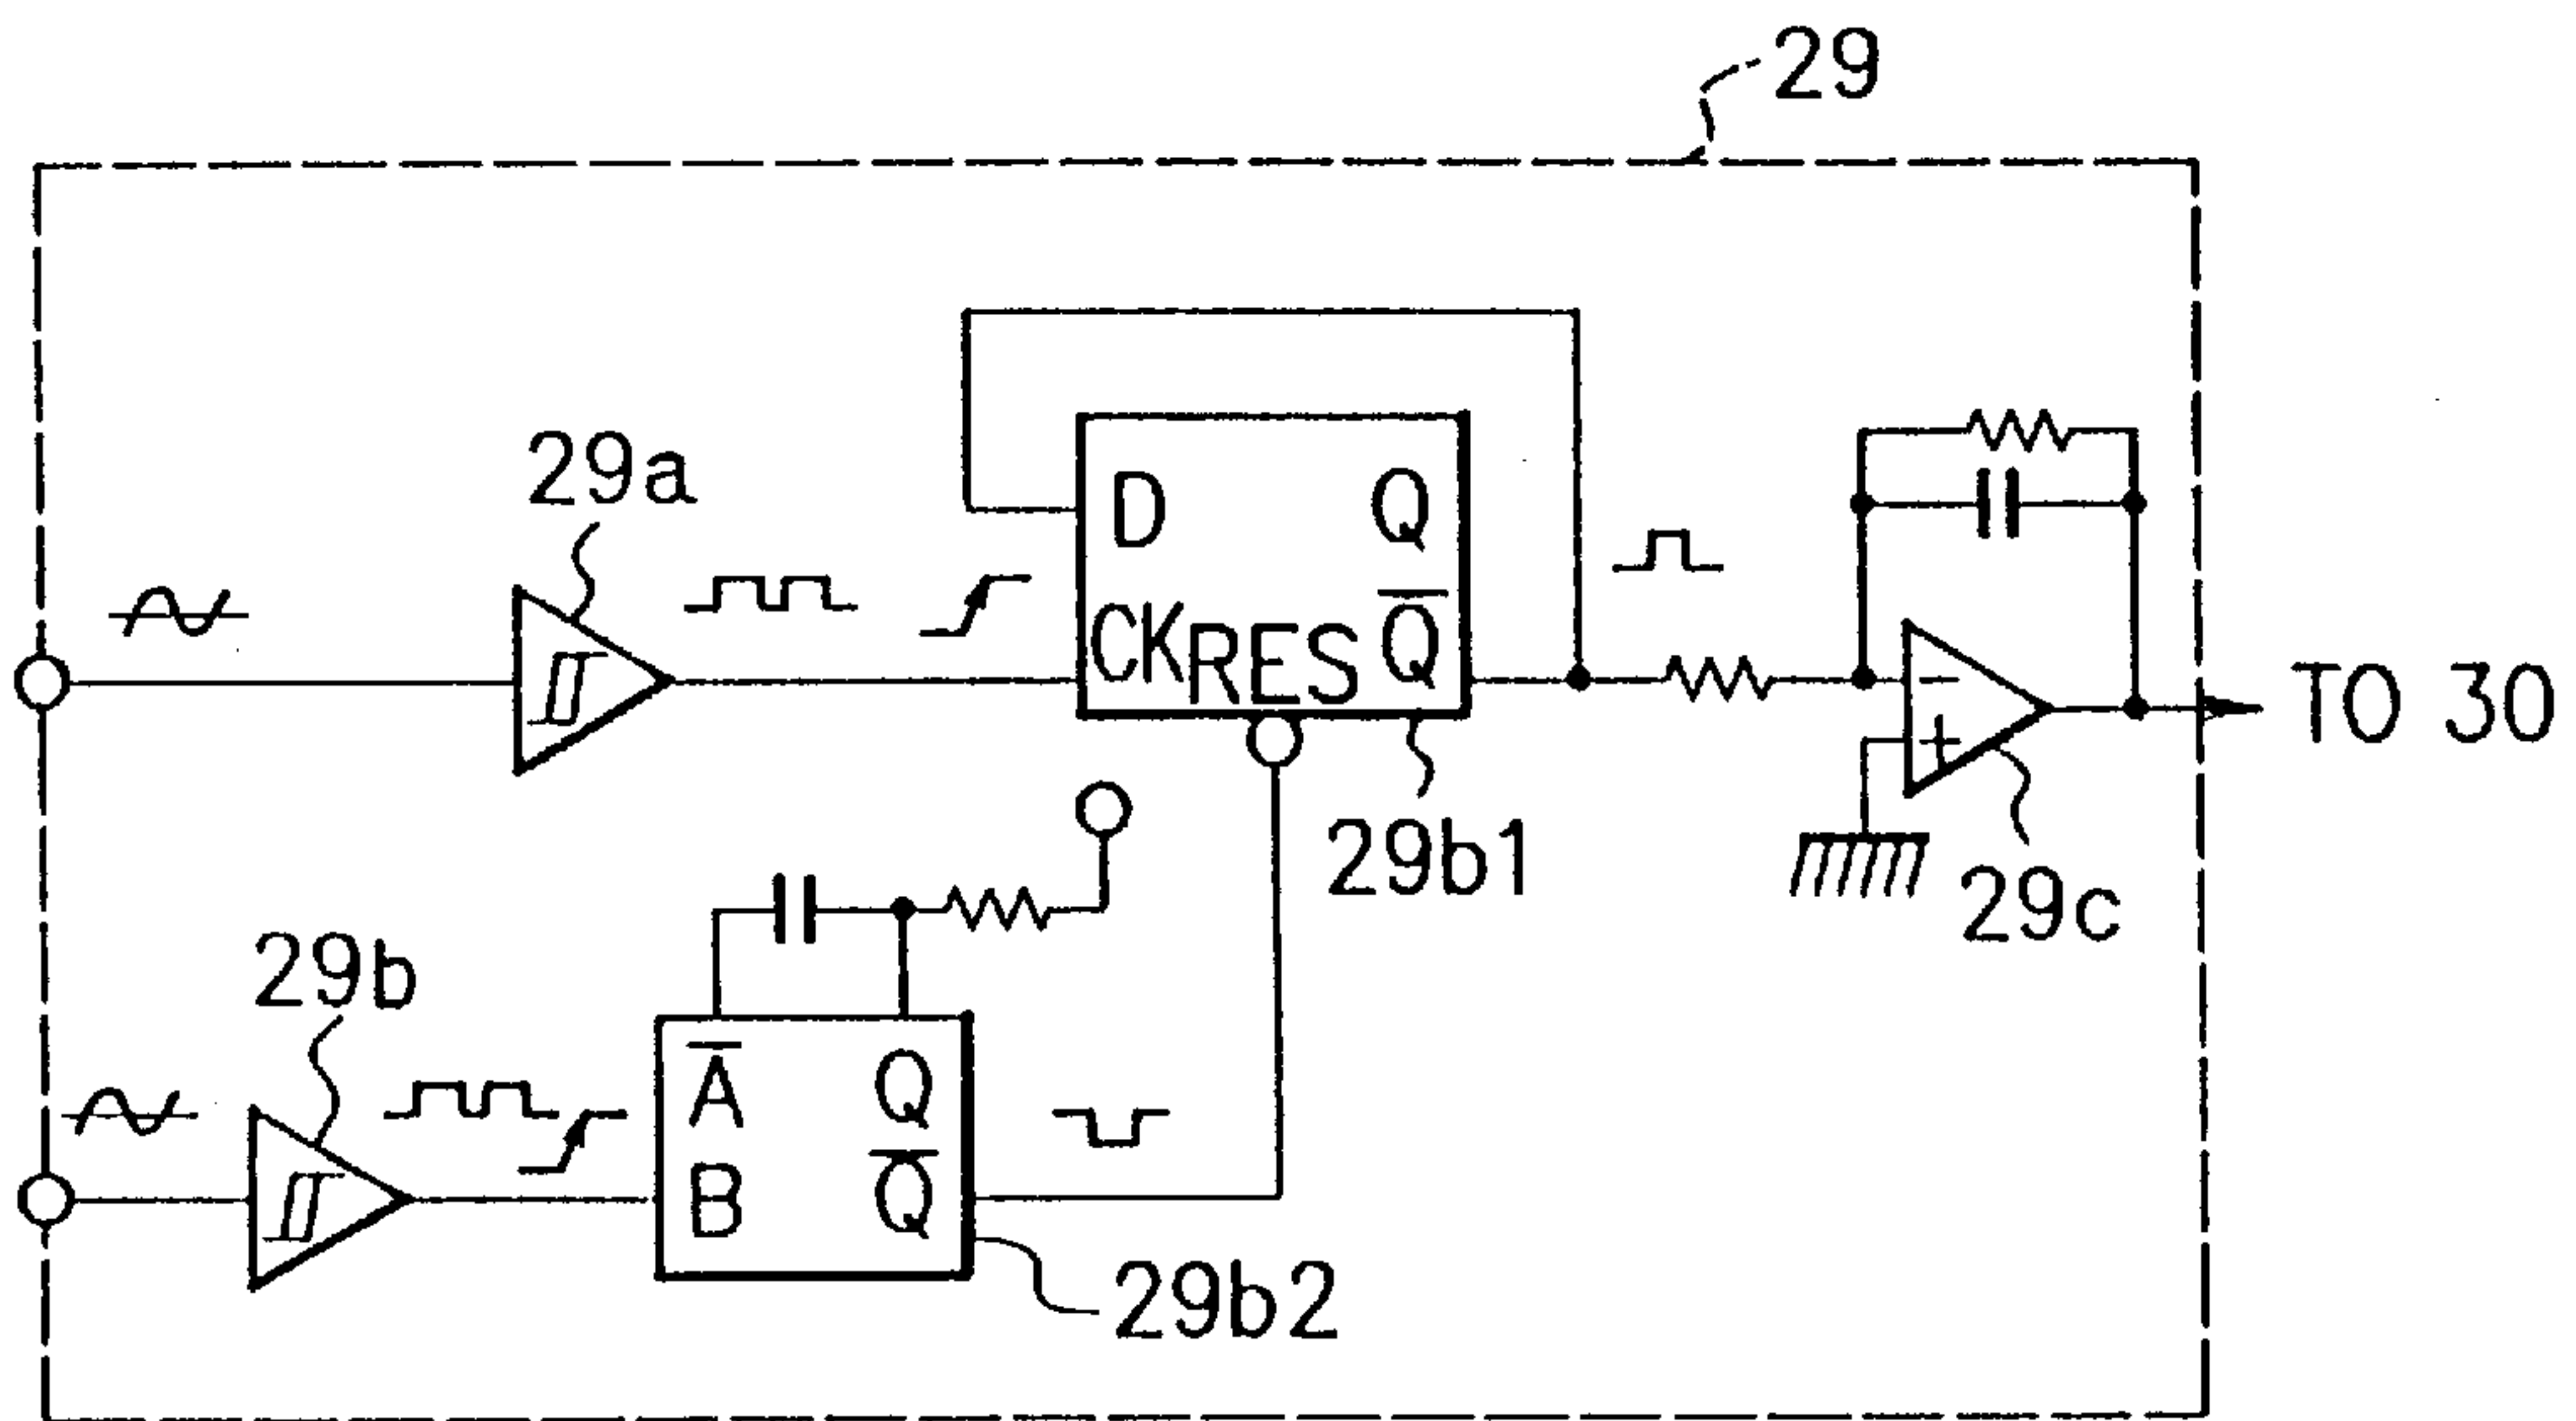 29
29a
D Q
CK RES Q̅
−
+
TO 30
29b1
29c
29b
A̅ Q
B Q̅
29b2